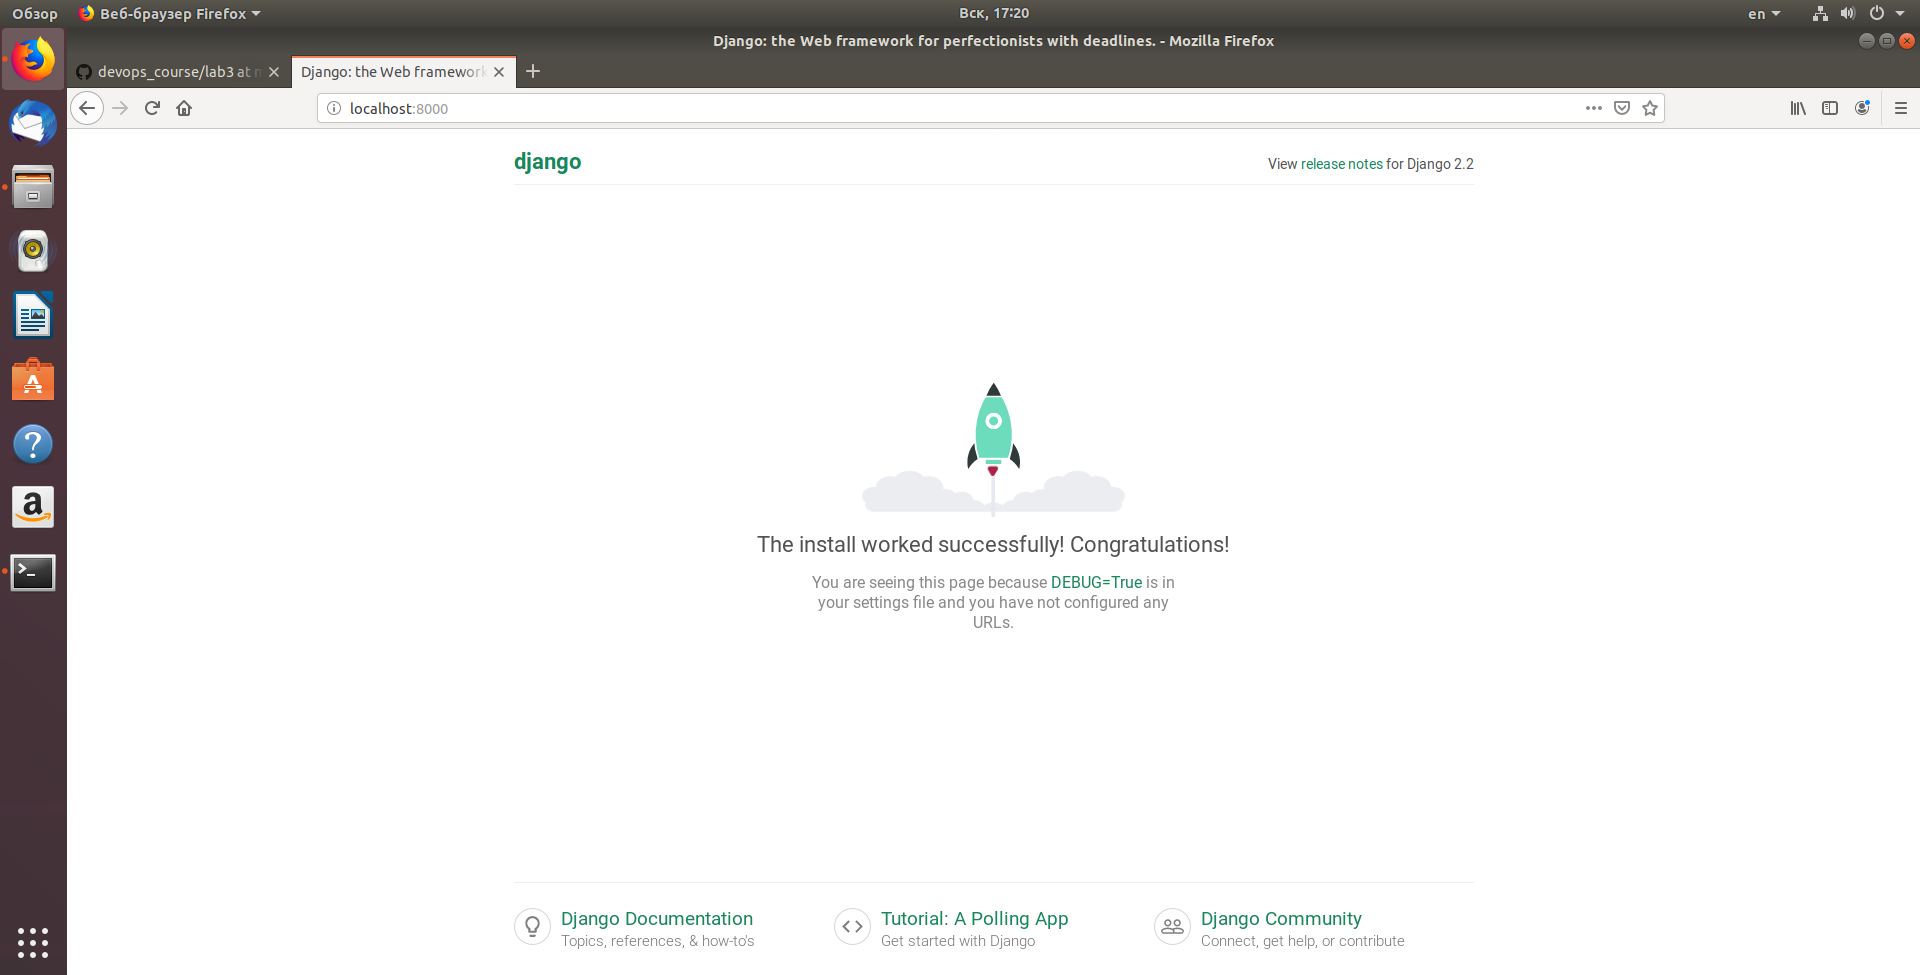 Обзор
Веб-браузер Firefox
Вск, 17:20
en
Django: the Web framework for perfectionists with deadlines. - Mozilla Firefox
devops_course/lab3 at m
Django: the Web framework
localhost:8000
django
View release notes for Django 2.2
The install worked successfully! Congratulations!
You are seeing this page because DEBUG=True is in
your settings file and you have not configured any
URLs.
Django Documentation
Topics, references, & how-to's
Tutorial: A Polling App
Get started with Django
Django Community
Connect, get help, or contribute